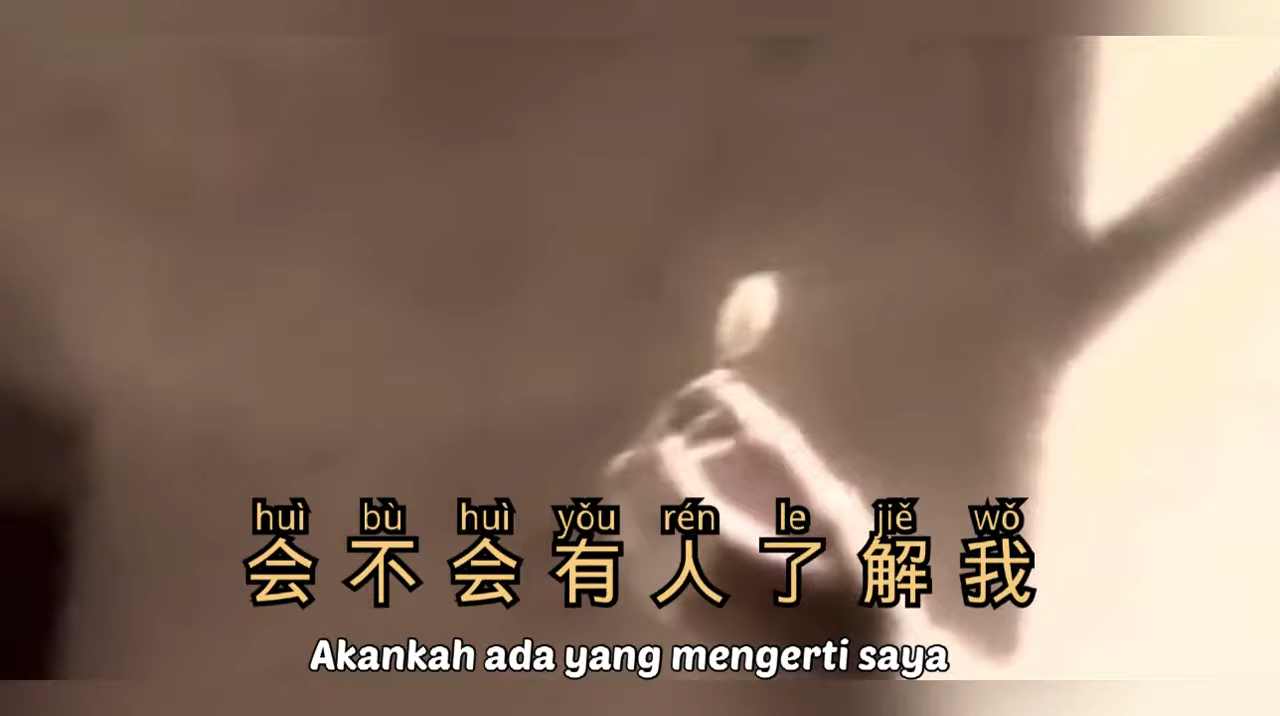 huì bù huì yǒu rén le jiě wǒ
会不会有人了解我
Akankah ada yang mengerti saya